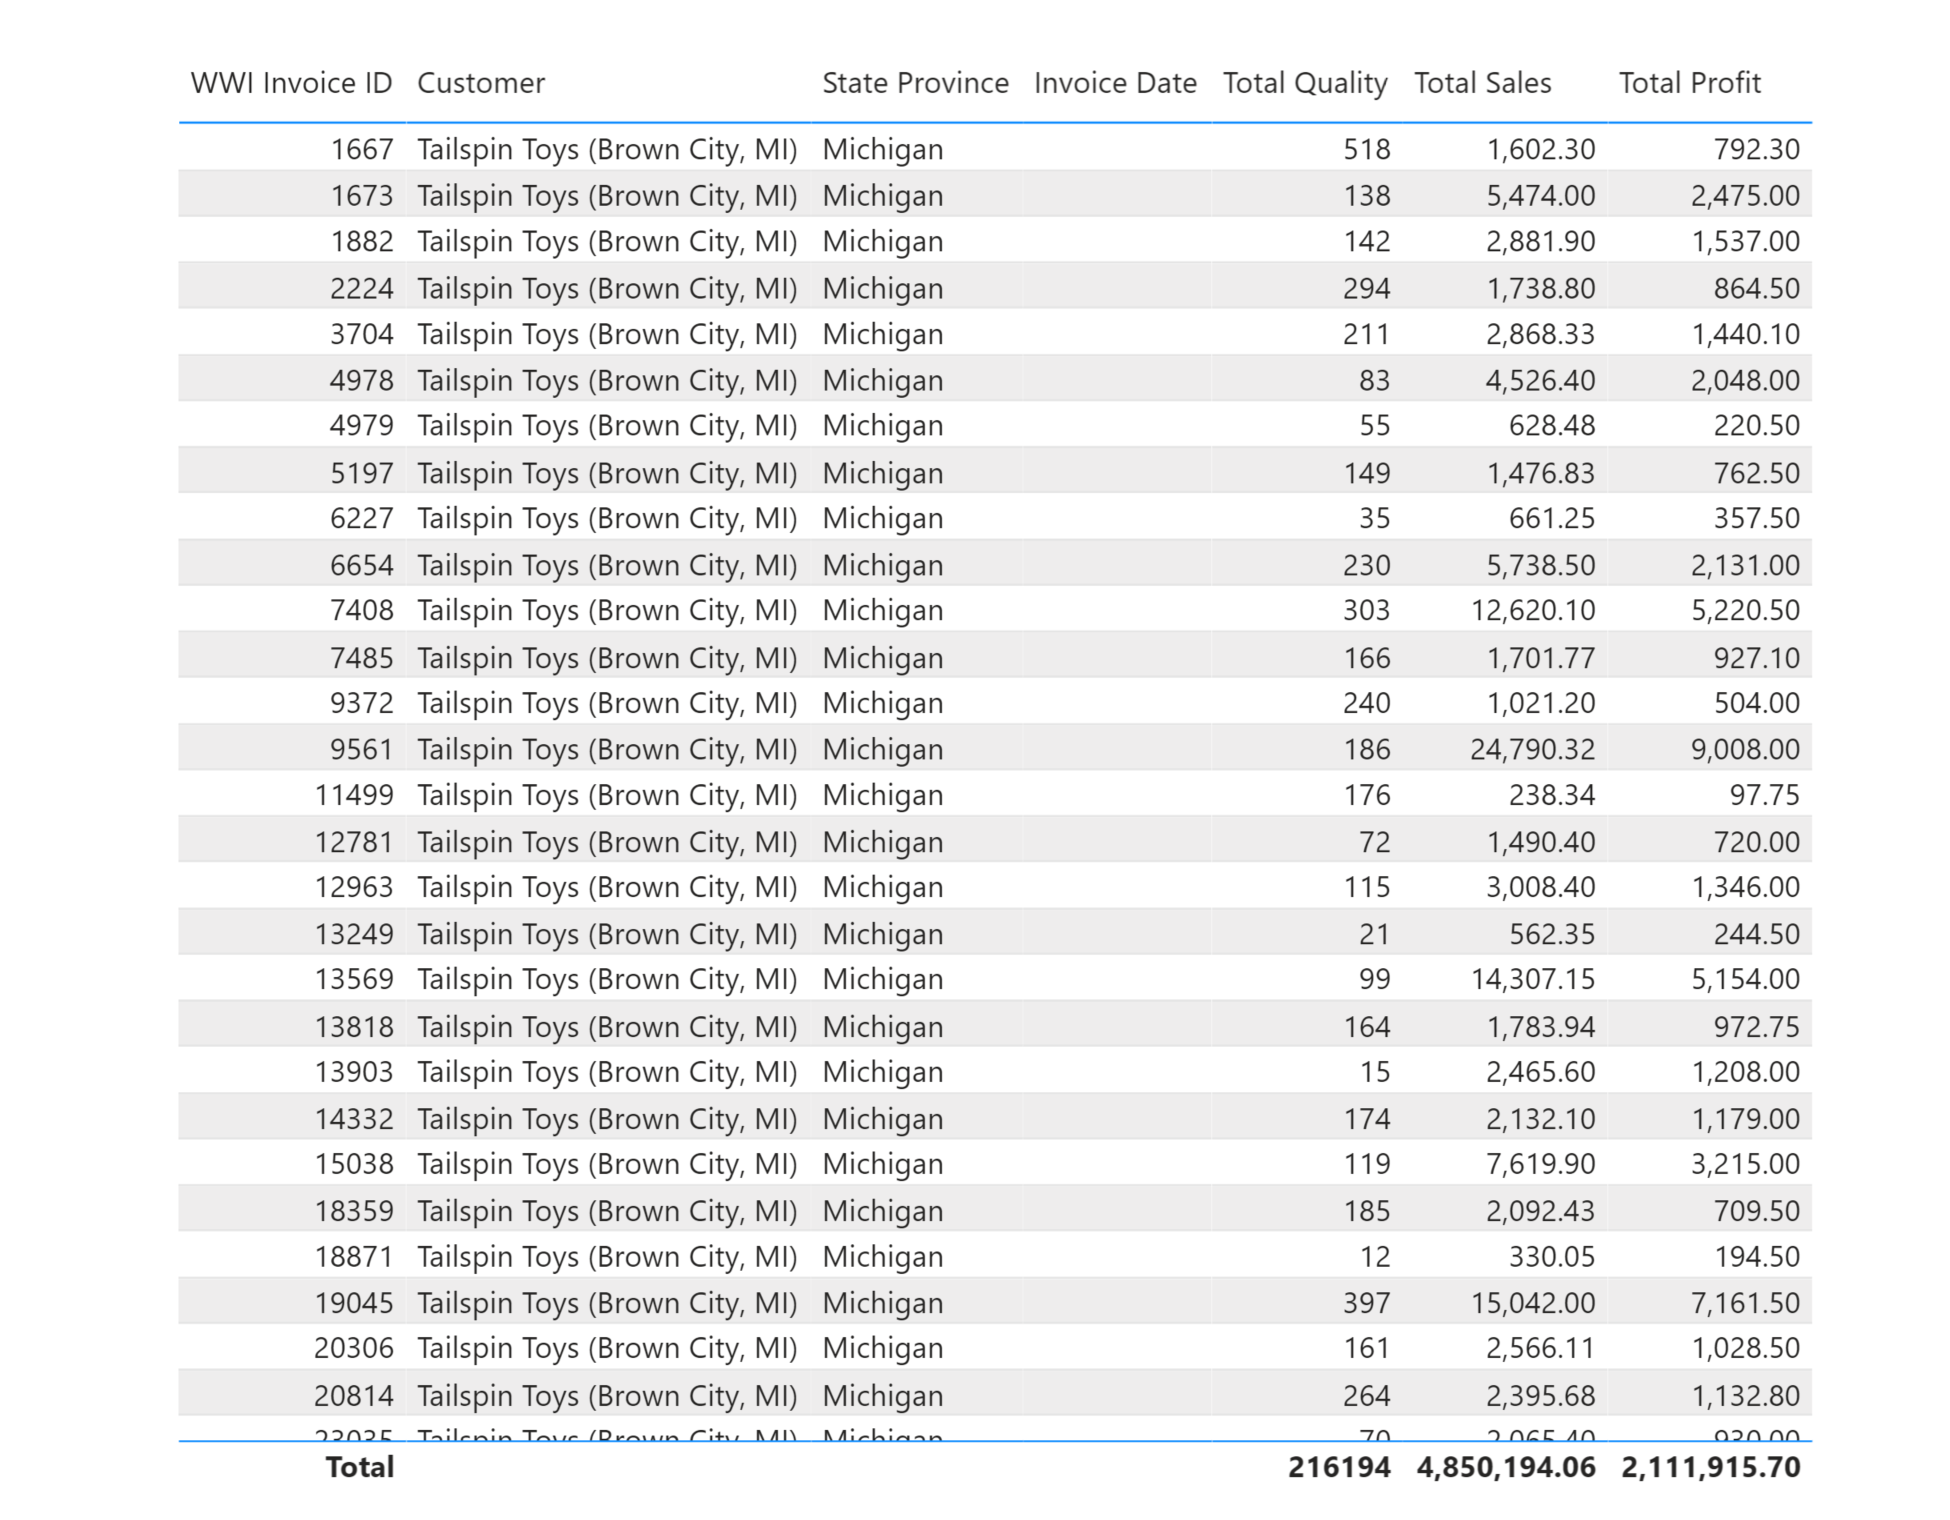 WWI Invoice ID Customer State Province Invoice Date Total Quality Total Sales Total Profit
1667 Tailspin Toys (Brown City, MI) Michigan 518 1,602.30 792.30
1673 Tailspin Toys (Brown City, MI) Michigan 138 5,474.00 2,475.00
1882 Tailspin Toys (Brown City, MI) Michigan 142 2,881.90 1,537.00
2224 Tailspin Toys (Brown City, MI) Michigan 294 1,738.80 864.50
3704 Tailspin Toys (Brown City, MI) Michigan 211 2,868.33 1,440.10
4978 Tailspin Toys (Brown City, MI) Michigan 83 4,526.40 2,048.00
4979 Tailspin Toys (Brown City, MI) Michigan 55 628.48 220.50
5197 Tailspin Toys (Brown City, MI) Michigan 149 1,476.83 762.50
6227 Tailspin Toys (Brown City, MI) Michigan 35 661.25 357.50
6654 Tailspin Toys (Brown City, MI) Michigan 230 5,738.50 2,131.00
7408 Tailspin Toys (Brown City, MI) Michigan 303 12,620.10 5,220.50
7485 Tailspin Toys (Brown City, MI) Michigan 166 1,701.77 927.10
9372 Tailspin Toys (Brown City, MI) Michigan 240 1,021.20 504.00
9561 Tailspin Toys (Brown City, MI) Michigan 186 24,790.32 9,008.00
11499 Tailspin Toys (Brown City, MI) Michigan 176 238.34 97.75
12781 Tailspin Toys (Brown City, MI) Michigan 72 1,490.40 720.00
12963 Tailspin Toys (Brown City, MI) Michigan 115 3,008.40 1,346.00
13249 Tailspin Toys (Brown City, MI) Michigan 21 562.35 244.50
13569 Tailspin Toys (Brown City, MI) Michigan 99 14,307.15 5,154.00
13818 Tailspin Toys (Brown City, MI) Michigan 164 1,783.94 972.75
13903 Tailspin Toys (Brown City, MI) Michigan 15 2,465.60 1,208.00
14332 Tailspin Toys (Brown City, MI) Michigan 174 2,132.10 1,179.00
15038 Tailspin Toys (Brown City, MI) Michigan 119 7,619.90 3,215.00
18359 Tailspin Toys (Brown City, MI) Michigan 185 2,092.43 709.50
18871 Tailspin Toys (Brown City, MI) Michigan 12 330.05 194.50
19045 Tailspin Toys (Brown City, MI) Michigan 397 15,042.00 7,161.50
20306 Tailspin Toys (Brown City, MI) Michigan 161 2,566.11 1,028.50
20814 Tailspin Toys (Brown City, MI) Michigan 264 2,395.68 1,132.80
Tailspin Toys (Brown City, MI) Michigan
Total 216194 4,850,194.06 2,111,915.70